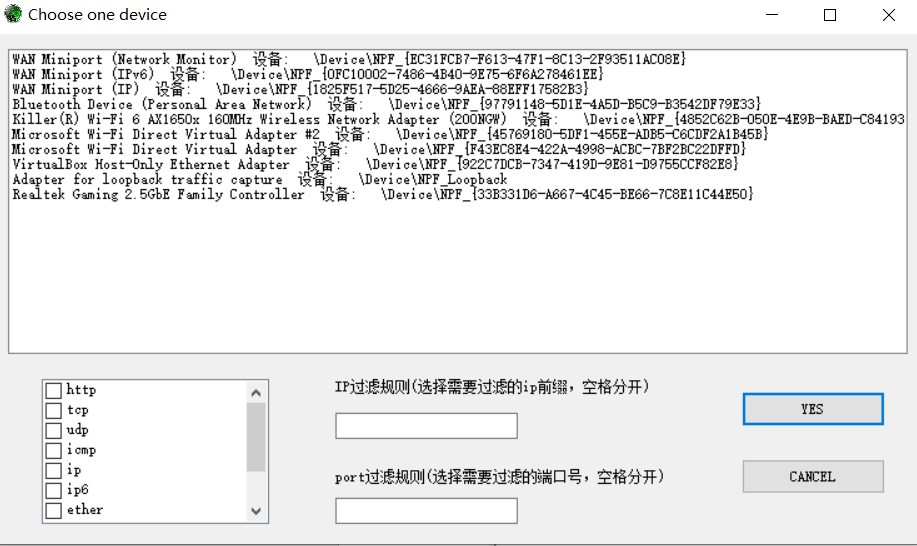 Choose one device
WAN Miniport (Network Monitor) 设备: \Device\NPF_{EC31FCB7-F613-47F1-8C13-2F93511AC08E}
WAN Miniport (IPv6) 设备: \Device\NPF_{0FC10002-7486-4B40-9E75-6F6A278461EE}
WAN Miniport (IP) 设备: \Device\NPF_{1825F517-5D25-4666-9AEA-88EFF17582B3}
Bluetooth Device (Personal Area Network) 设备: \Device\NPF_{97791148-5D1E-4A5D-B5C9-B3542DF79E33}
Killer(R) Wi-Fi 6 AX1650x 160MHz Wireless Network Adapter (200NGW) 设备: \Device\NPF_{4852C62B-050E-4E9B-BAED-C84193
Microsoft Wi-Fi Direct Virtual Adapter #2 设备: \Device\NPF_{45769180-5DF1-455E-ADB5-C6CDF2A1B45B}
Microsoft Wi-Fi Direct Virtual Adapter 设备: \Device\NPF_{F43EC8E4-422A-4998-ACBC-7BF2BC22DFFD}
VirtualBox Host-Only Ethernet Adapter 设备: \Device\NPF_{922C7DCB-7347-419D-9E81-D9755CCF82E8}
Adapter for loopback traffic capture 设备: \Device\NPF_Loopback
Realtek Gaming 2.5GbE Family Controller 设备: \Device\NPF_{33B331D6-A667-4C45-BE66-7C8E11C44E50}
http
tcp
udp
icmp
ip
ip6
ether
IP过滤规则(选择需要过滤的ip前缀，空格分开)
port过滤规则(选择需要过滤的端口号，空格分开)
YES
CANCEL